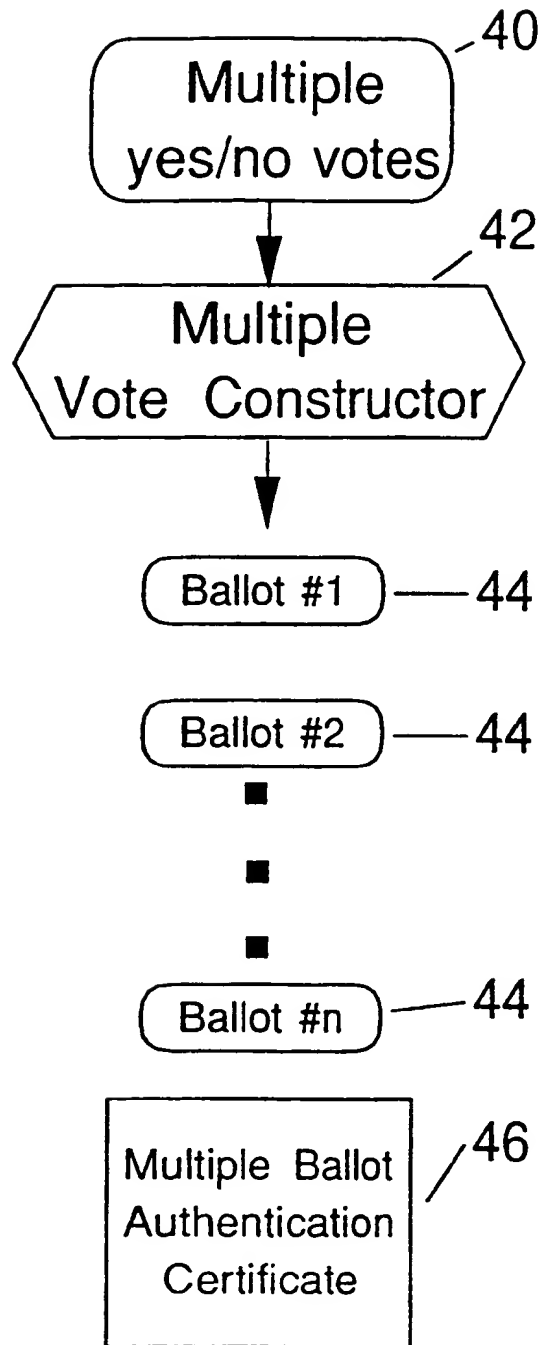 40
Multiple
yes/no votes
42
Multiple
Vote Constructor
Ballot #1 44
Ballot #2 44
Ballot #n 44
46
Multiple Ballot
Authentication
Certificate